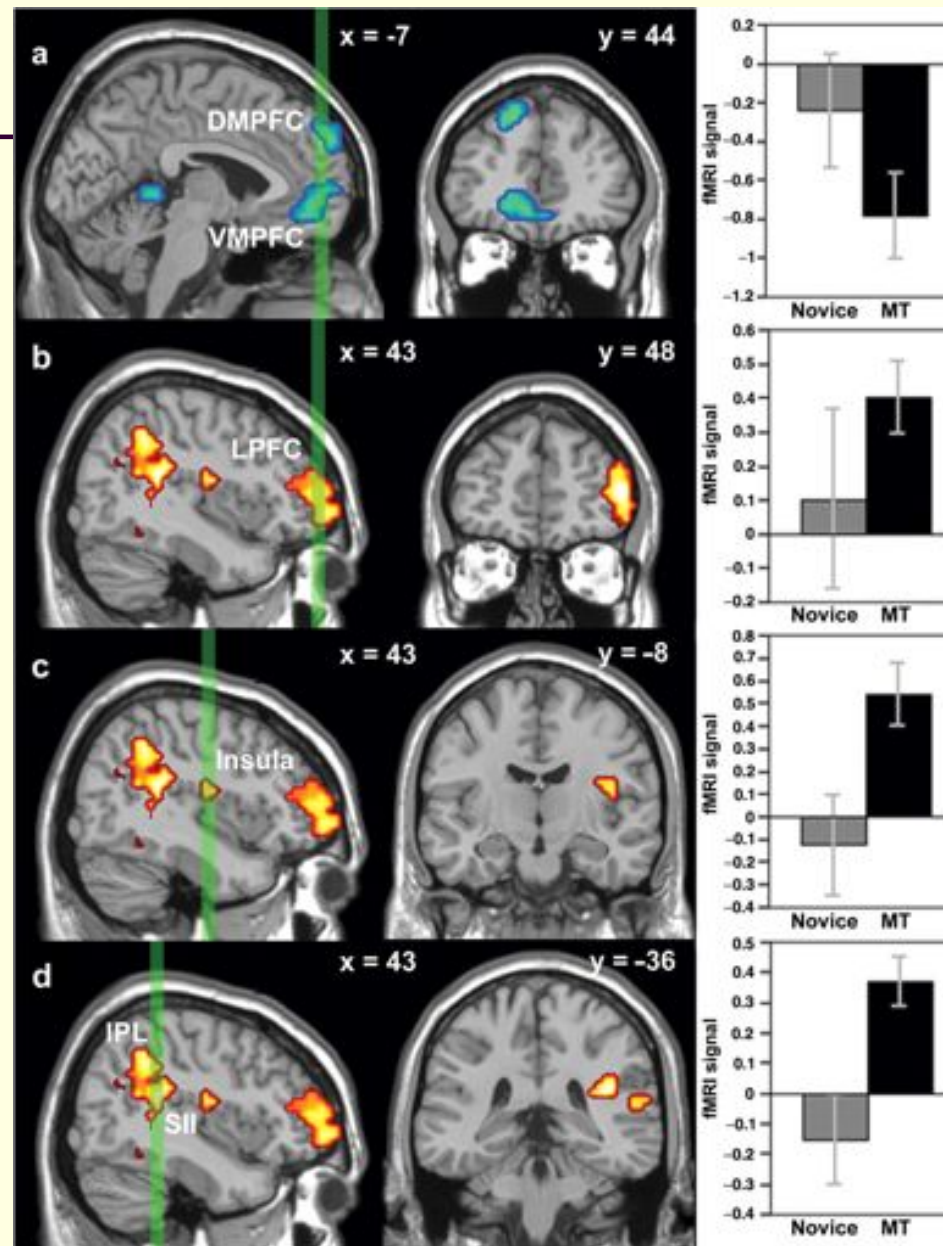 a
x = -7
y = 44
DMPFC
VMPFC
0.2
0
-0.2
-0.4
-0.6
-0.8
-1
-1.2
fMRI signal
Novice MT
b
x = 43
y = 48
LPFC
0.6
0.5
0.4
0.3
0.2
0.1
0
-0.1
-0.2
fMRI signal
Novice MT
c
x = 43
y = -8
Insula
0.8
0.7
0.6
0.5
0.4
0.3
0.2
0.1
0
-0.1
-0.2
-0.3
-0.4
fMRI signal
Novice MT
d
x = 43
y = -36
IPL
SII
0.5
0.4
0.3
0.2
0.1
0
-0.1
-0.2
-0.3
-0.4
fMRI signal
Novice MT